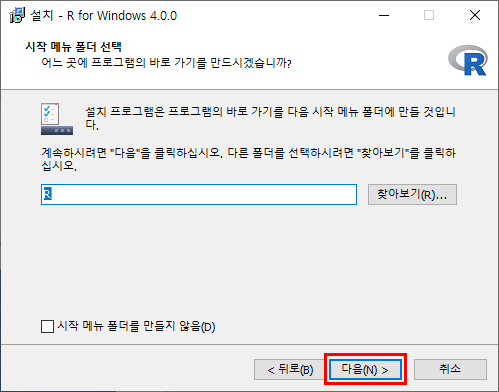 설치 - R for Windows 4.0.0
시작 메뉴 폴더 선택
어느 곳에 프로그램의 바로 가기를 만드시겠습니까?
R
설치 프로그램은 프로그램의 바로 가기를 다음 시작 메뉴 폴더에 만들 것입니
다.
계속하시려면 "다음"을 클릭하십시오. 다른 폴더를 선택하시려면 "찾아보기"를 클릭하
십시오.
R
찾아보기(R)...
시작 메뉴 폴더를 만들지 않음(D)
< 뒤로(B)
다음(N) >
취소